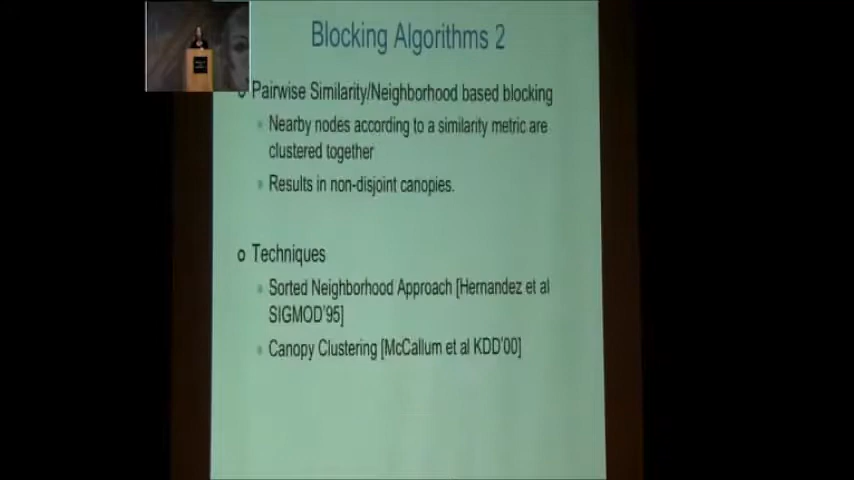 Blocking Algorithms 2
o Pairwise Similarity/Neighborhood based blocking
Nearby nodes according to a similarity metric are
clustered together
Results in non-disjoint canopies.
o Techniques
Sorted Neighborhood Approach [Hernandez et al
SIGMOD'95]
Canopy Clustering [McCallum et al KDD'00]